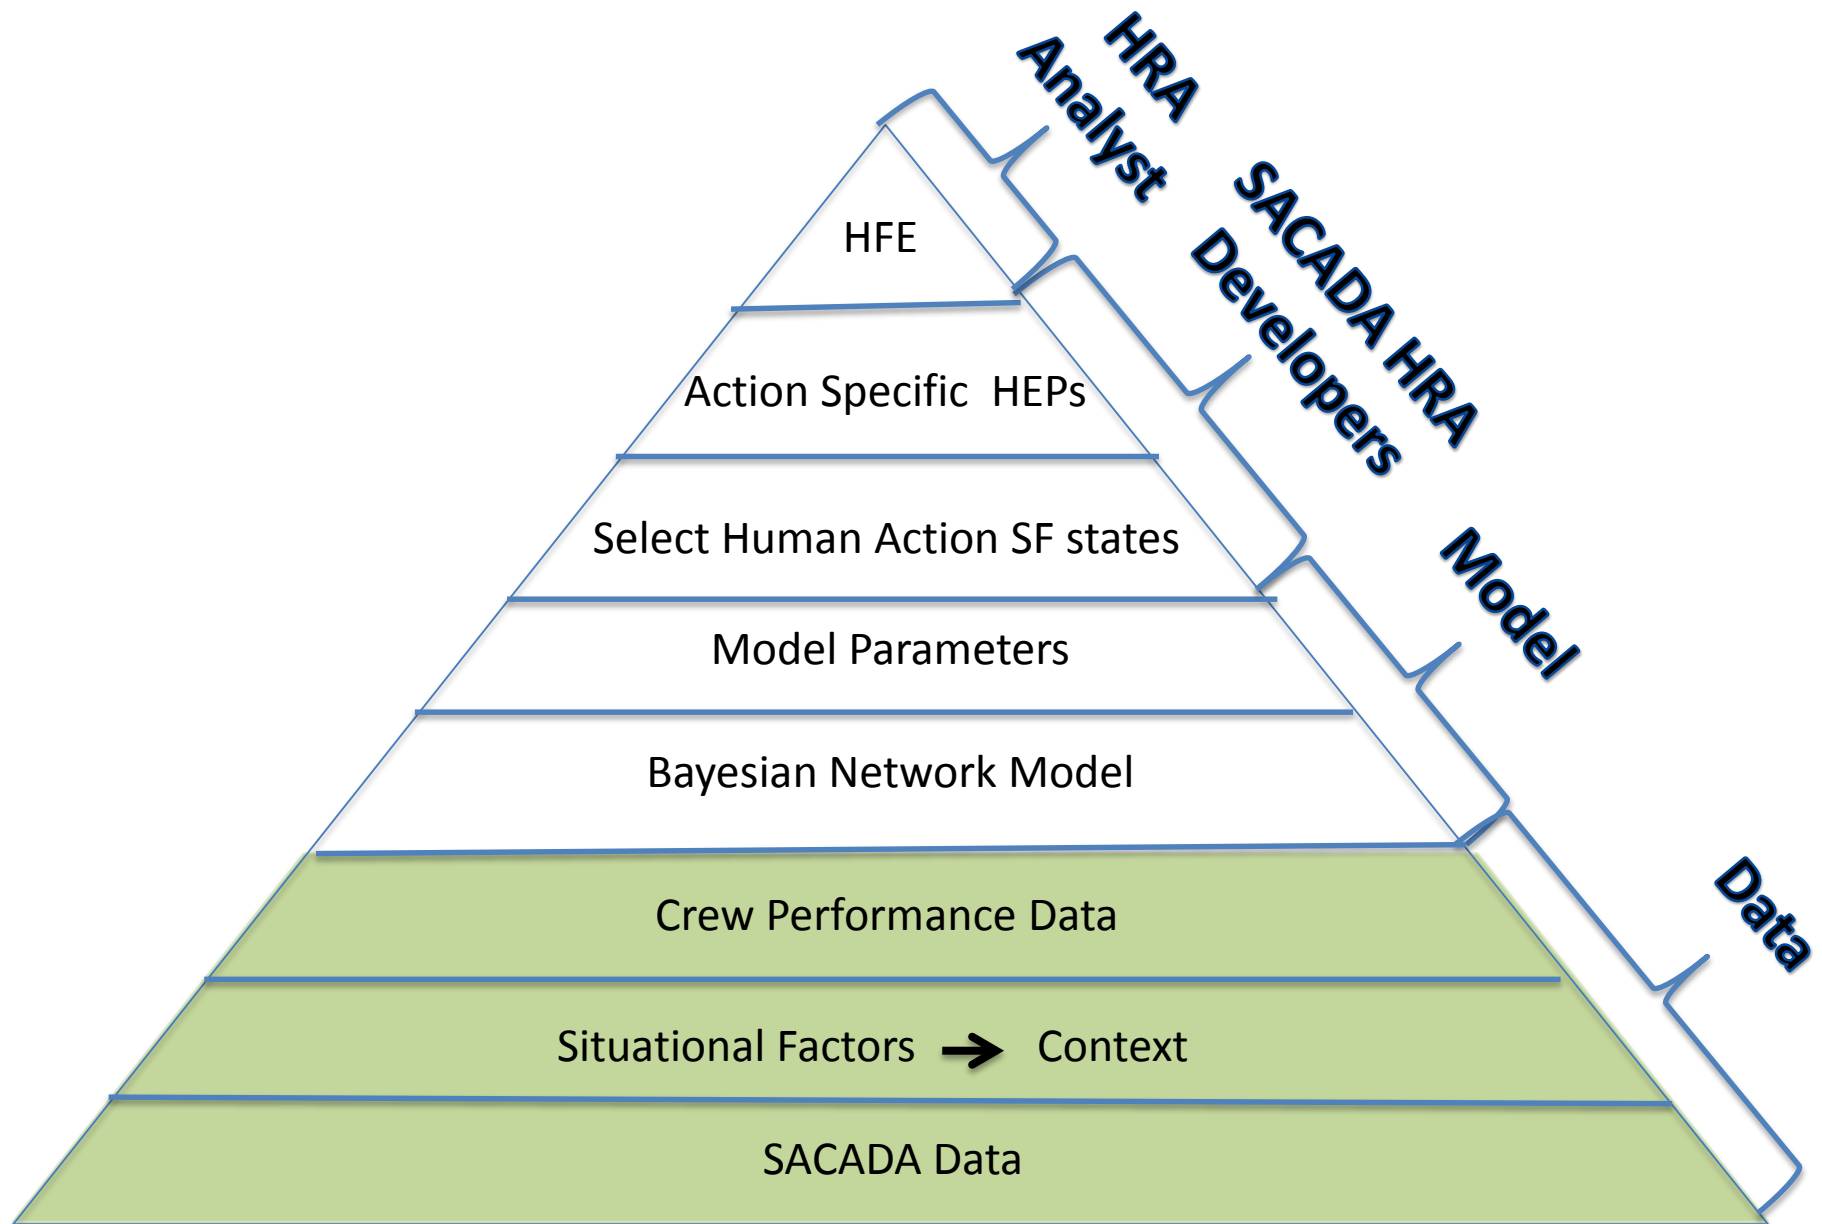 HRA
Analyst
SACADA HRA
Developers
HFE
Action Specific  HEPs
Select Human Action SF states
Model
Model Parameters
Bayesian Network Model
Data
Crew Performance Data
Situational Factors → Context
SACADA Data